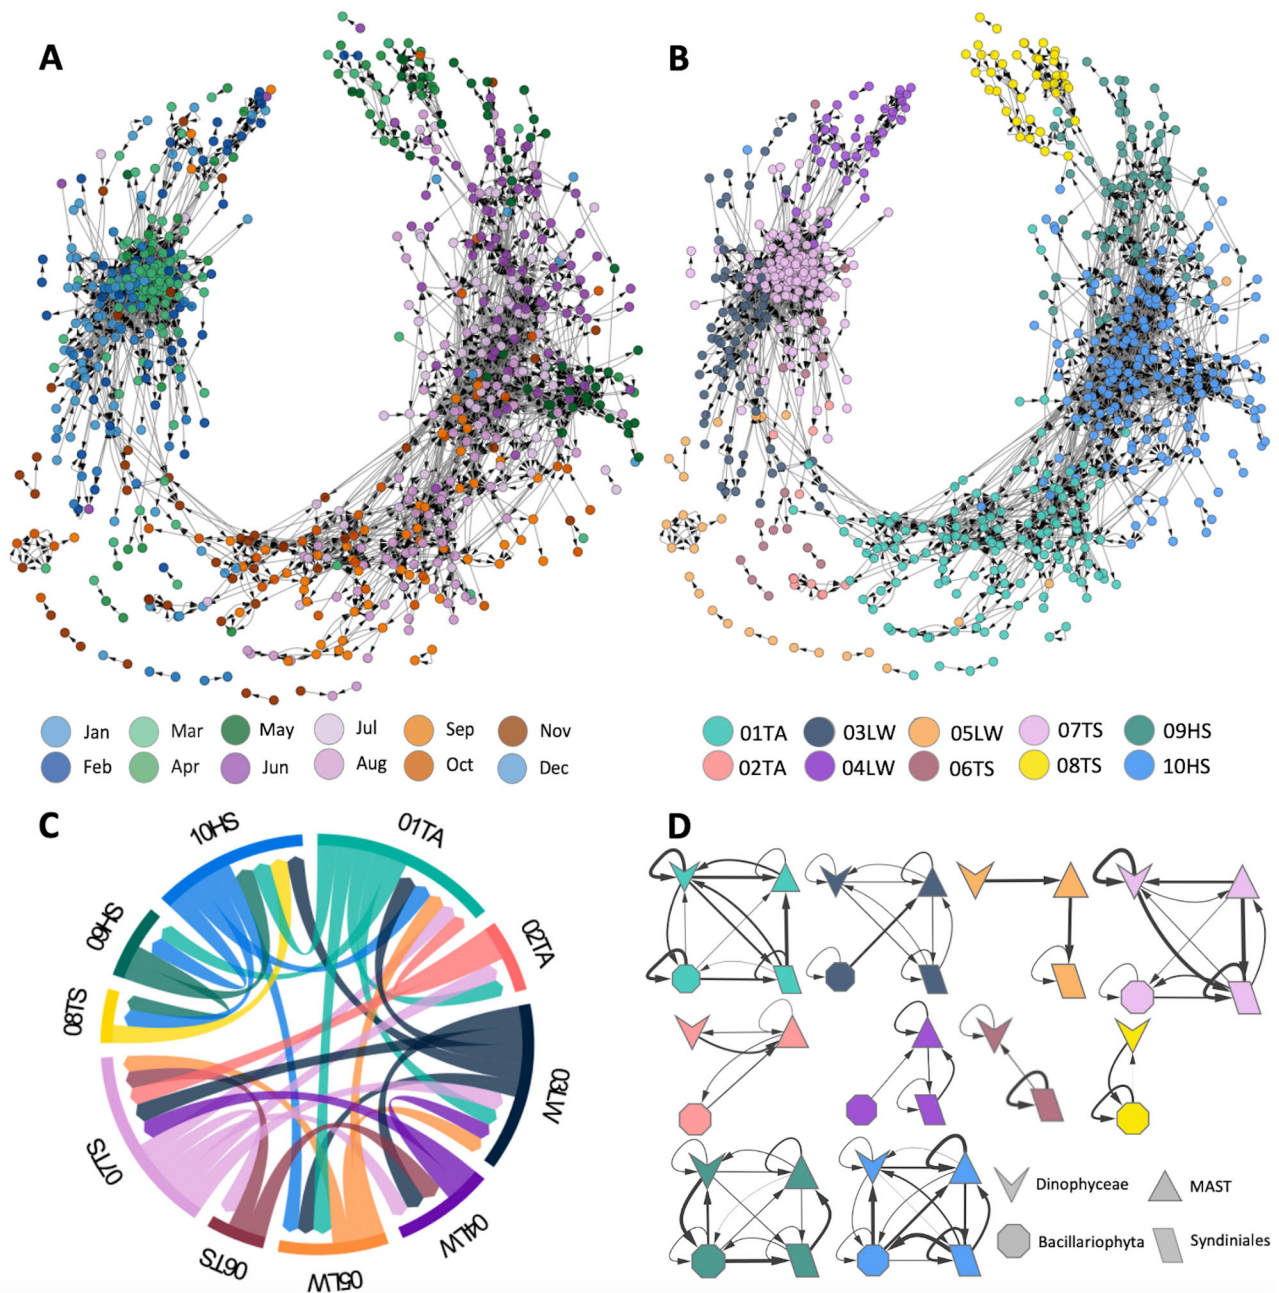 A
B
Jan
Mar
May
Jul
Sep
Nov
Feb
Apr
Jun
Aug
Oct
Dec
01TA
03LW
05LW
07TS
09HS
02TA
04LW
06TS
08TS
10HS
C
D
10HS
01TA
02TA
03LW
04LW
05LW
06TS
07TS
08TS
09HS
Dinophyceae
MAST
Bacillariophyta
Syndiniales